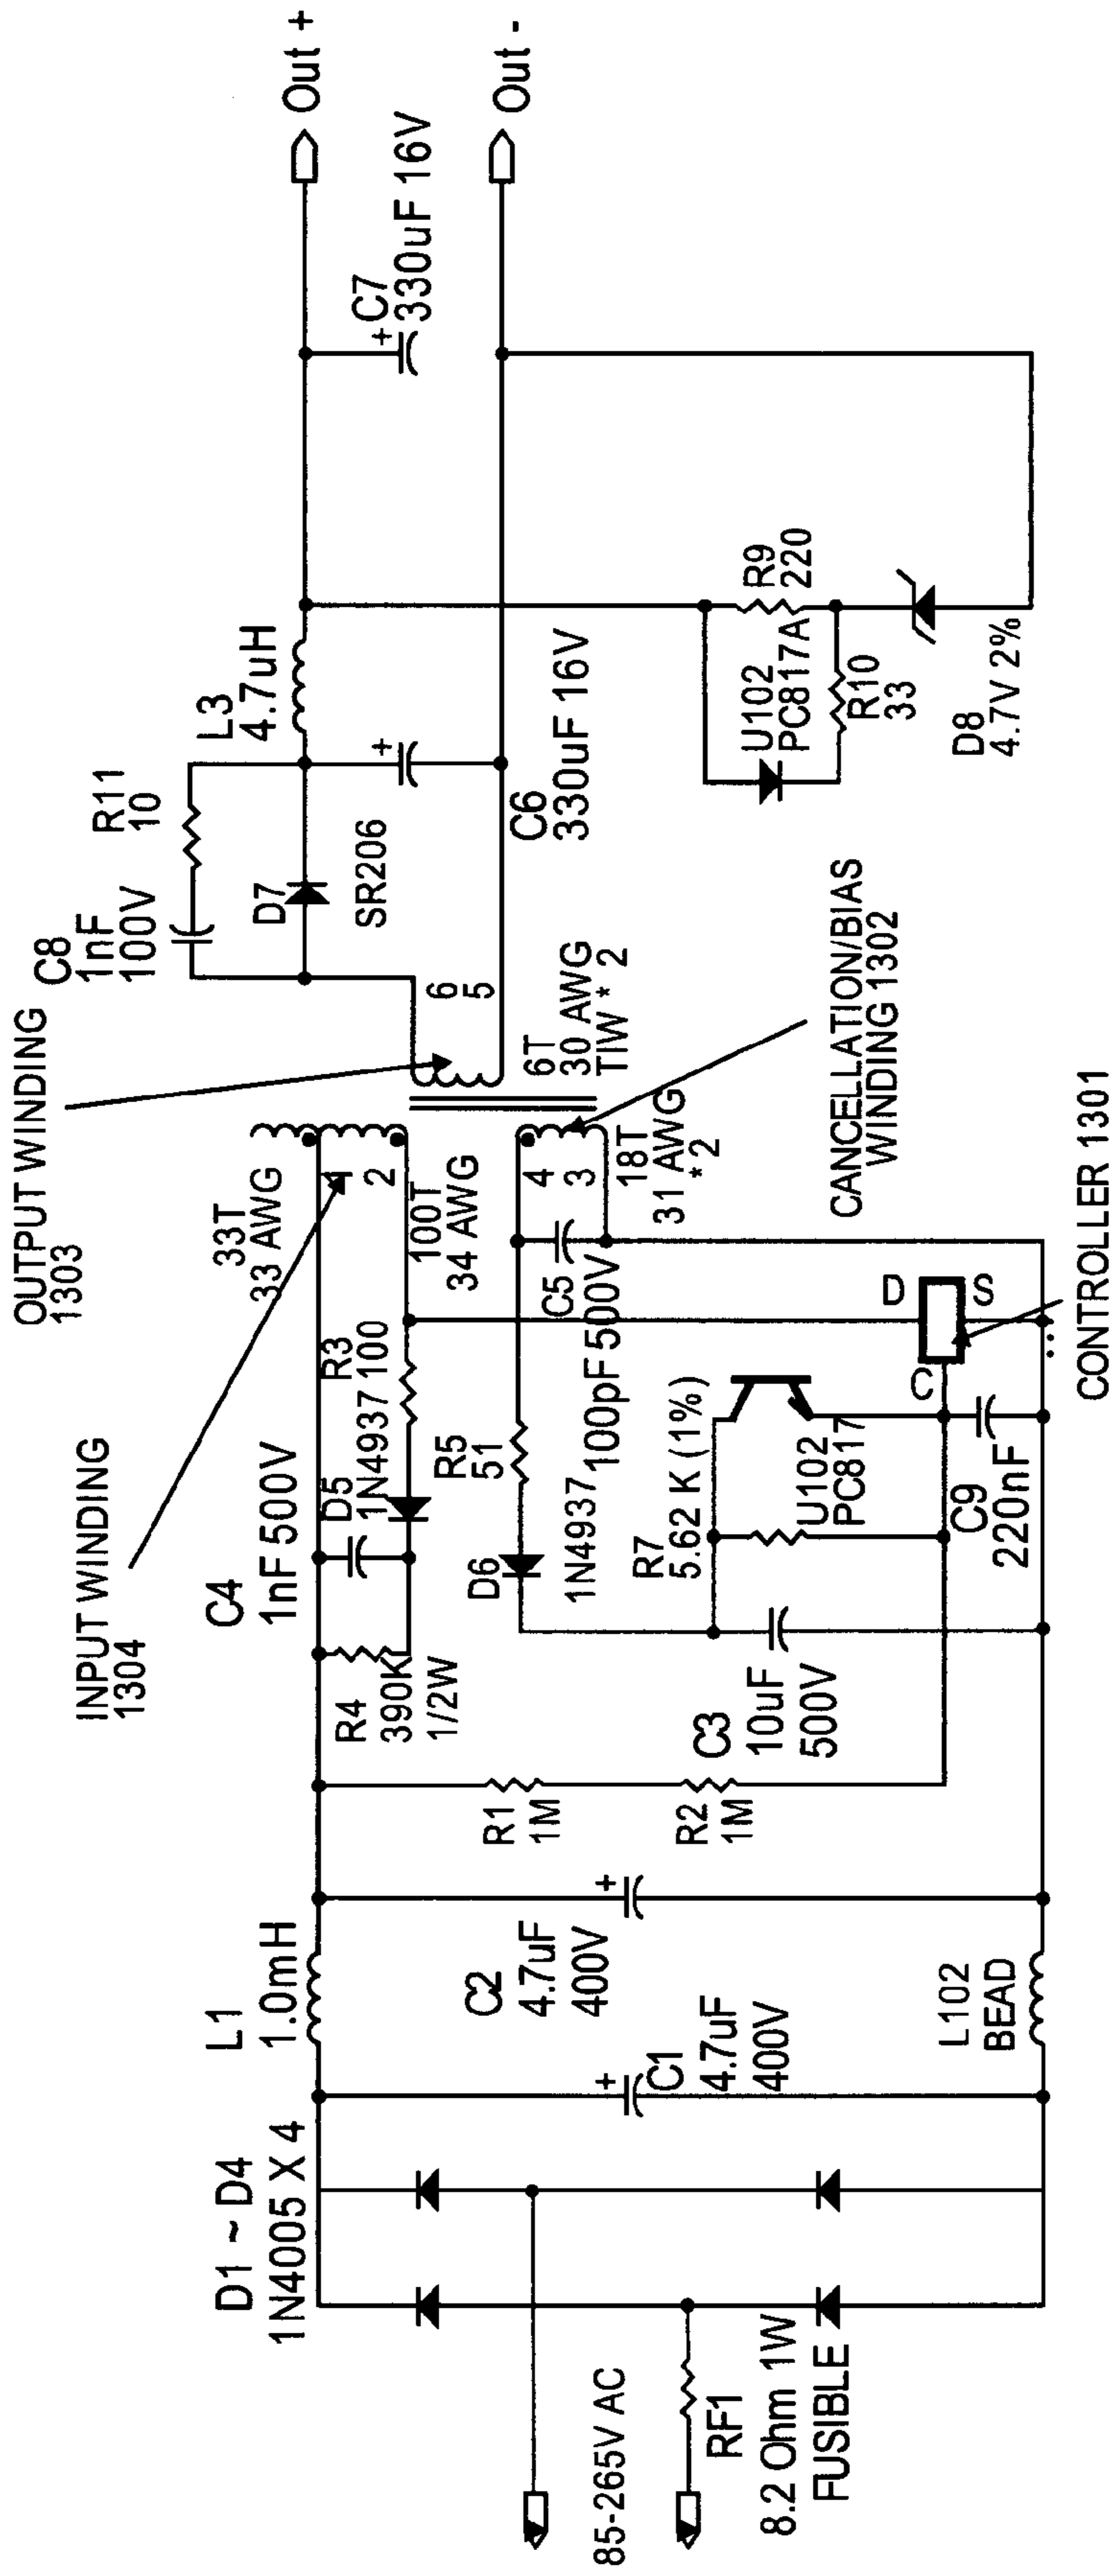 INPUT WINDING
1304
OUTPUT WINDING
1303
D1 ~ D4
1N4005 X 4
L1
1.0mH
C4
1nF 500V
33T
33 AWG
1
2
100T
34 AWG
R3
100
D5
1N4937
R4
390K
1/2W
C8
1nF
100V
R11
10
D7
SR206
L3
4.7uH
Out +
C7
+
330uF 16V
Out -
6
5
6T
30 AWG
TIW * 2
+
C6
330uF 16V
R5
51
D6
1N4937
C5
100pF 500V
4
3
18T
31 AWG
* 2
CANCELLATION/BIAS
WINDING 1302
85-265V AC
RF1
8.2 Ohm 1W
FUSIBLE
+
C1
4.7uF
400V
+
C2
4.7uF
400V
R1
1M
R2
1M
C3
10uF
500V
R7
5.62 K (1%)
U102
PC817
C9
220nF
D
S
C
CONTROLLER 1301
L102
BEAD
U102
PC817A
R9
220
R10
33
D8
4.7V 2%